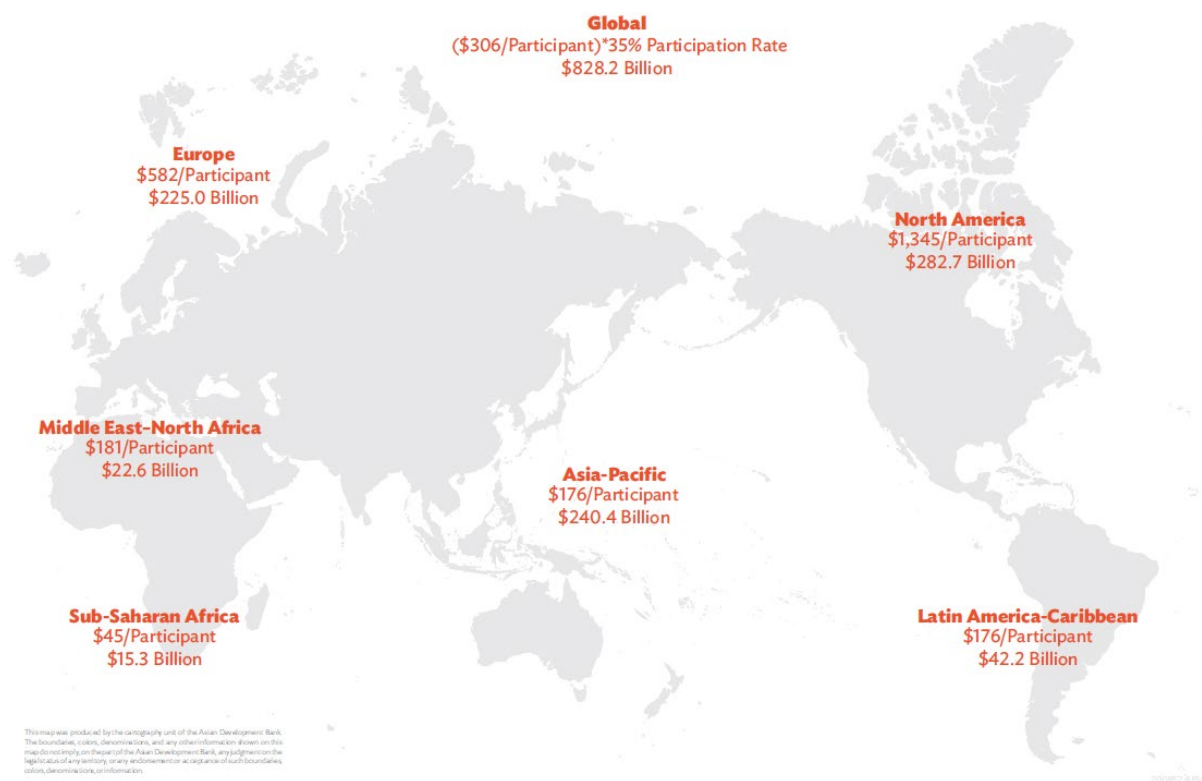 Global
($306/Participant)*35% Participation Rate
$828.2 Billion
Europe
$582/Participant
$225.0 Billion
North America
$1,345/Participant
$282.7 Billion
Middle East–North Africa
$181/Participant
$22.6 Billion
Asia-Pacific
$176/Participant
$240.4 Billion
Sub-Saharan Africa
$45/Participant
$15.3 Billion
Latin America-Caribbean
$176/Participant
$42.2 Billion
This map was produced by the cartography unit of the Asian Development Bank.
The boundaries, colors, denominations, and any other information shown on this
map do not imply, on the part of the Asian Development Bank, any judgment on the
legal status of any territory, or any endorsement or acceptance of such boundaries,
colors, denominations, or information.